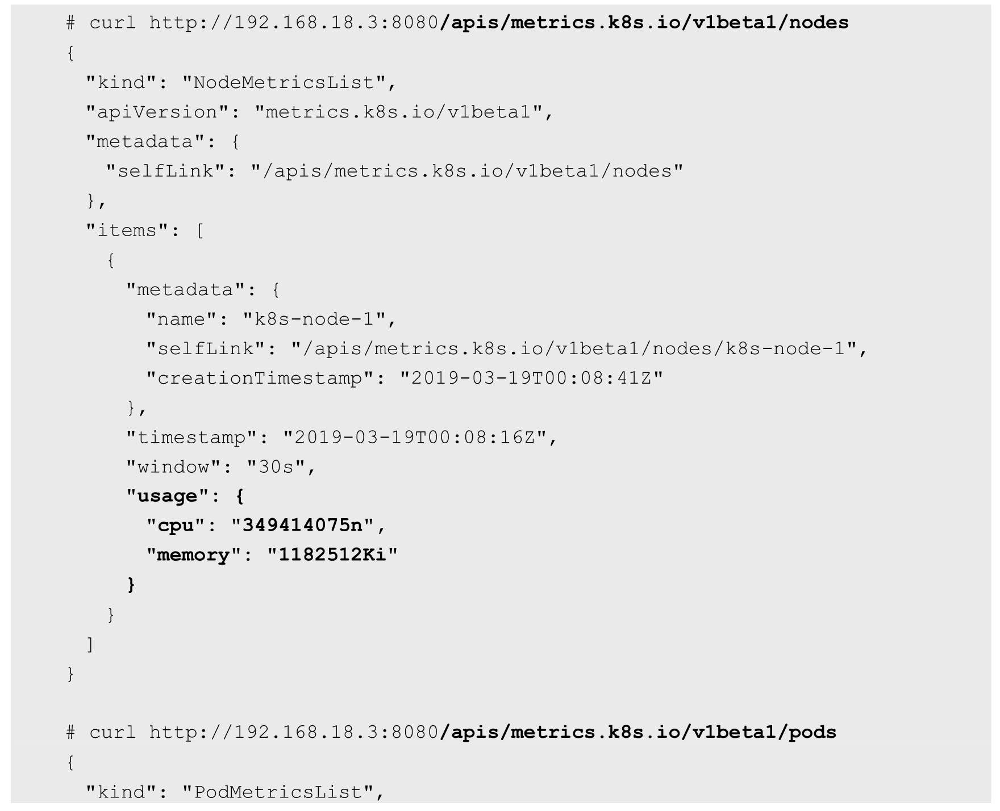 # curl http://192.168.18.3:8080/apis/metrics.k8s.io/v1beta1/nodes
{
  "kind": "NodeMetricsList",
  "apiVersion": "metrics.k8s.io/v1beta1",
  "metadata": {
    "selfLink": "/apis/metrics.k8s.io/v1beta1/nodes"
  },
  "items": [
    {
      "metadata": {
        "name": "k8s-node-1",
        "selfLink": "/apis/metrics.k8s.io/v1beta1/nodes/k8s-node-1",
        "creationTimestamp": "2019-03-19T00:08:41Z"
      },
      "timestamp": "2019-03-19T00:08:16Z",
      "window": "30s",
      "usage": {
        "cpu": "349414075n",
        "memory": "1182512Ki"
      }
    }
  ]
}
# curl http://192.168.18.3:8080/apis/metrics.k8s.io/v1beta1/pods
{
  "kind": "PodMetricsList",